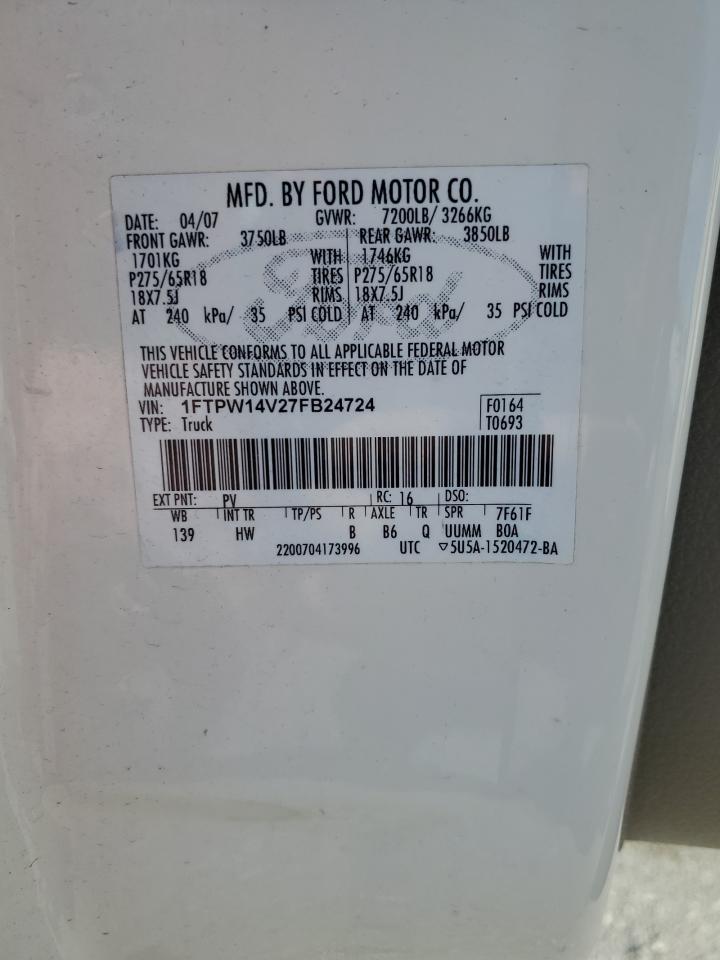 MFD. BY FORD MOTOR CO.
DATE: 04/07 GVWR: 7200LB/ 3266KG
FRONT GAWR: 3750LB REAR GAWR: 3850LB
1701KG WITH 1746KG WITH
P275/65R18 TIRES P275/65R18 TIRES
18X7.5J RIMS 18X7.5J RIMS
AT 240 kPa/ 35 PSI COLD AT 240 kPa/ 35 PSI COLD
Ford
THIS VEHICLE CONFORMS TO ALL APPLICABLE FEDERAL MOTOR
VEHICLE SAFETY STANDARDS IN EFFECT ON THE DATE OF
MANUFACTURE SHOWN ABOVE.
VIN: 1FTPW14V27FB24724 F0164
TYPE: Truck T0693
EXT PNT: PV RC: 16 DSO:
WB INT TR TP/PS R AXLE TR SPR 7F61F
139 HW B B6 Q UUMM BOA
2200704173996 UTC ▽5U5A-1520472-BA